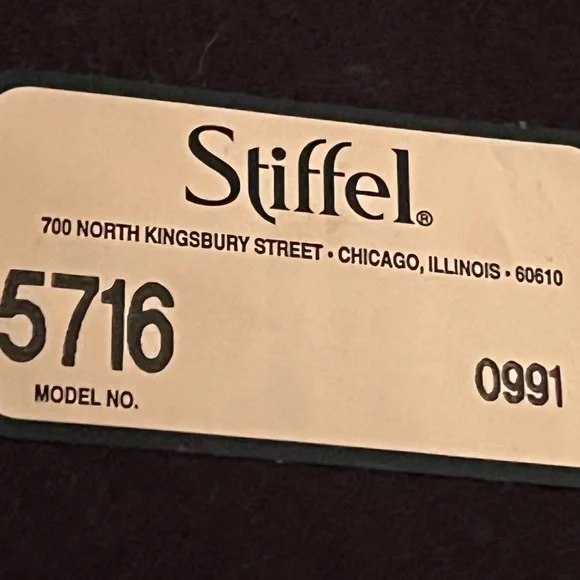 Stiffel®
700 NORTH KINGSBURY STREET • CHICAGO, ILLINOIS • 60610
5716
MODEL NO.
0991